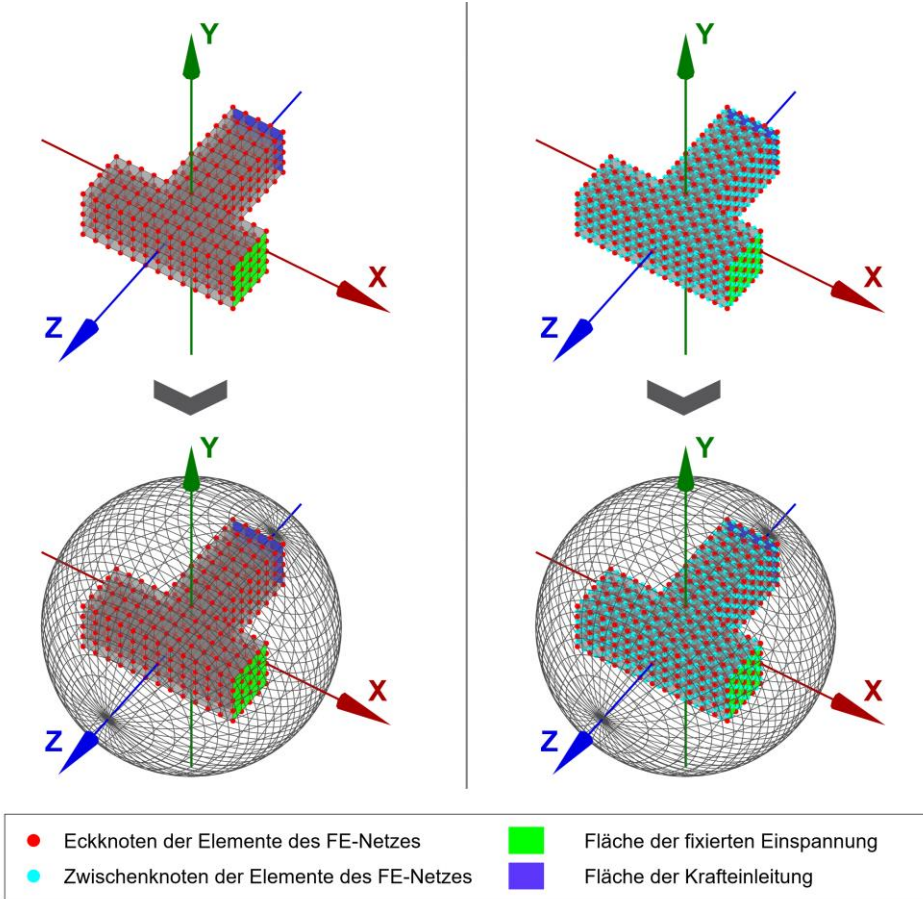 Y
Y
X
X
Z
Z
Y
Y
X
X
Z
Z
Eckknoten der Elemente des FE-Netzes
Fläche der fixierten Einspannung
Zwischenknoten der Elemente des FE-Netzes
Fläche der Krafteinleitung